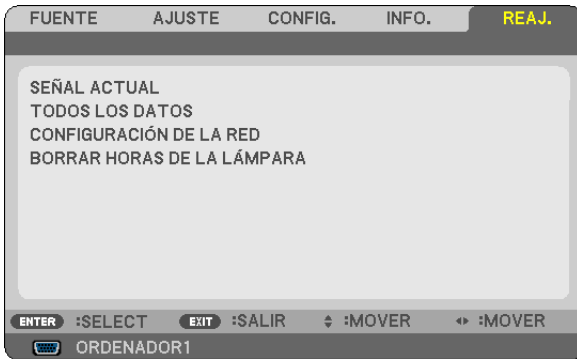 FUENTE AJUSTE CONFIG. INFO. REAJ.
SEÑAL ACTUAL
TODOS LOS DATOS
CONFIGURACIÓN DE LA RED
BORRAR HORAS DE LA LÁMPARA
ENTER :SELECT EXIT :SALIR :MOVER :MOVER
ORDENADOR1